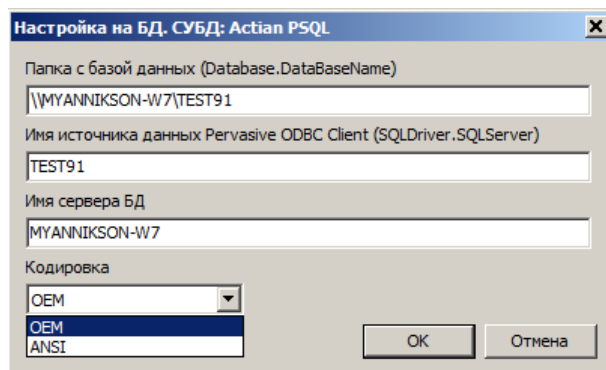 Настройка на БД. СУБД: Actian PSQL
Папка с базой данных (Database.DataBaseName)
\\MYANNIKSON-W7\TEST91
Имя источника данных Pervasive ODBC Client (SQLDriver.SQLServer)
TEST91
Имя сервера БД
MYANNIKSON-W7
Кодировка
OEM
OEM
ANSI
OK Отмена